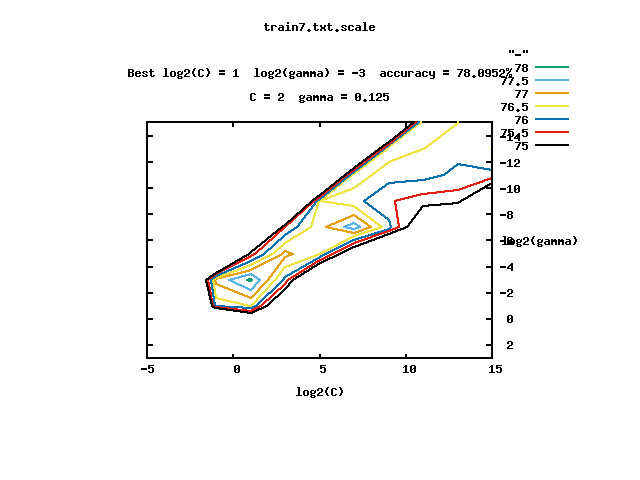 train7.txt.scale
"-"
Best log2(C) = 1 log2(gamma) = -3 accuracy = 78.0952%
78
77.5
77
C = 2 gamma = 0.125
76.5
76
75.5
75
-14
-12
-10
-8
-6
log2(gamma)
-4
-2
0
2
-5 0 5 10 15
log2(C)